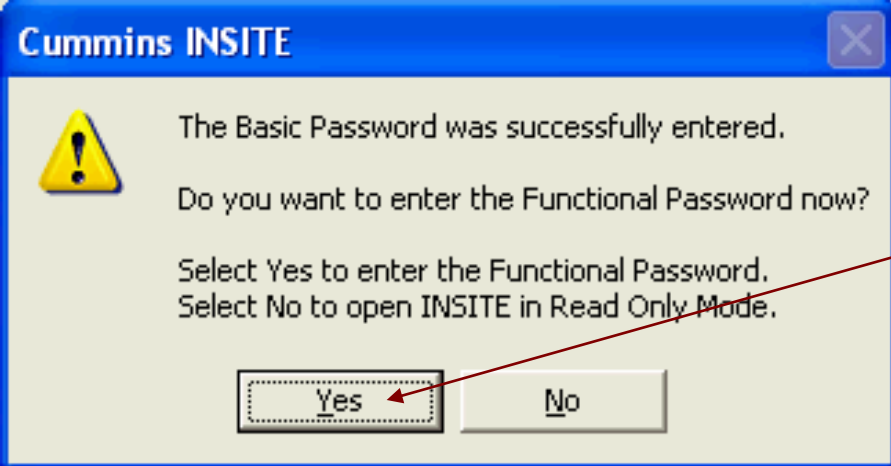 Cummins INSITE
The Basic Password was successfully entered.
Do you want to enter the Functional Password now?
Select Yes to enter the Functional Password.
Select No to open INSITE in Read Only Mode.
Yes
No